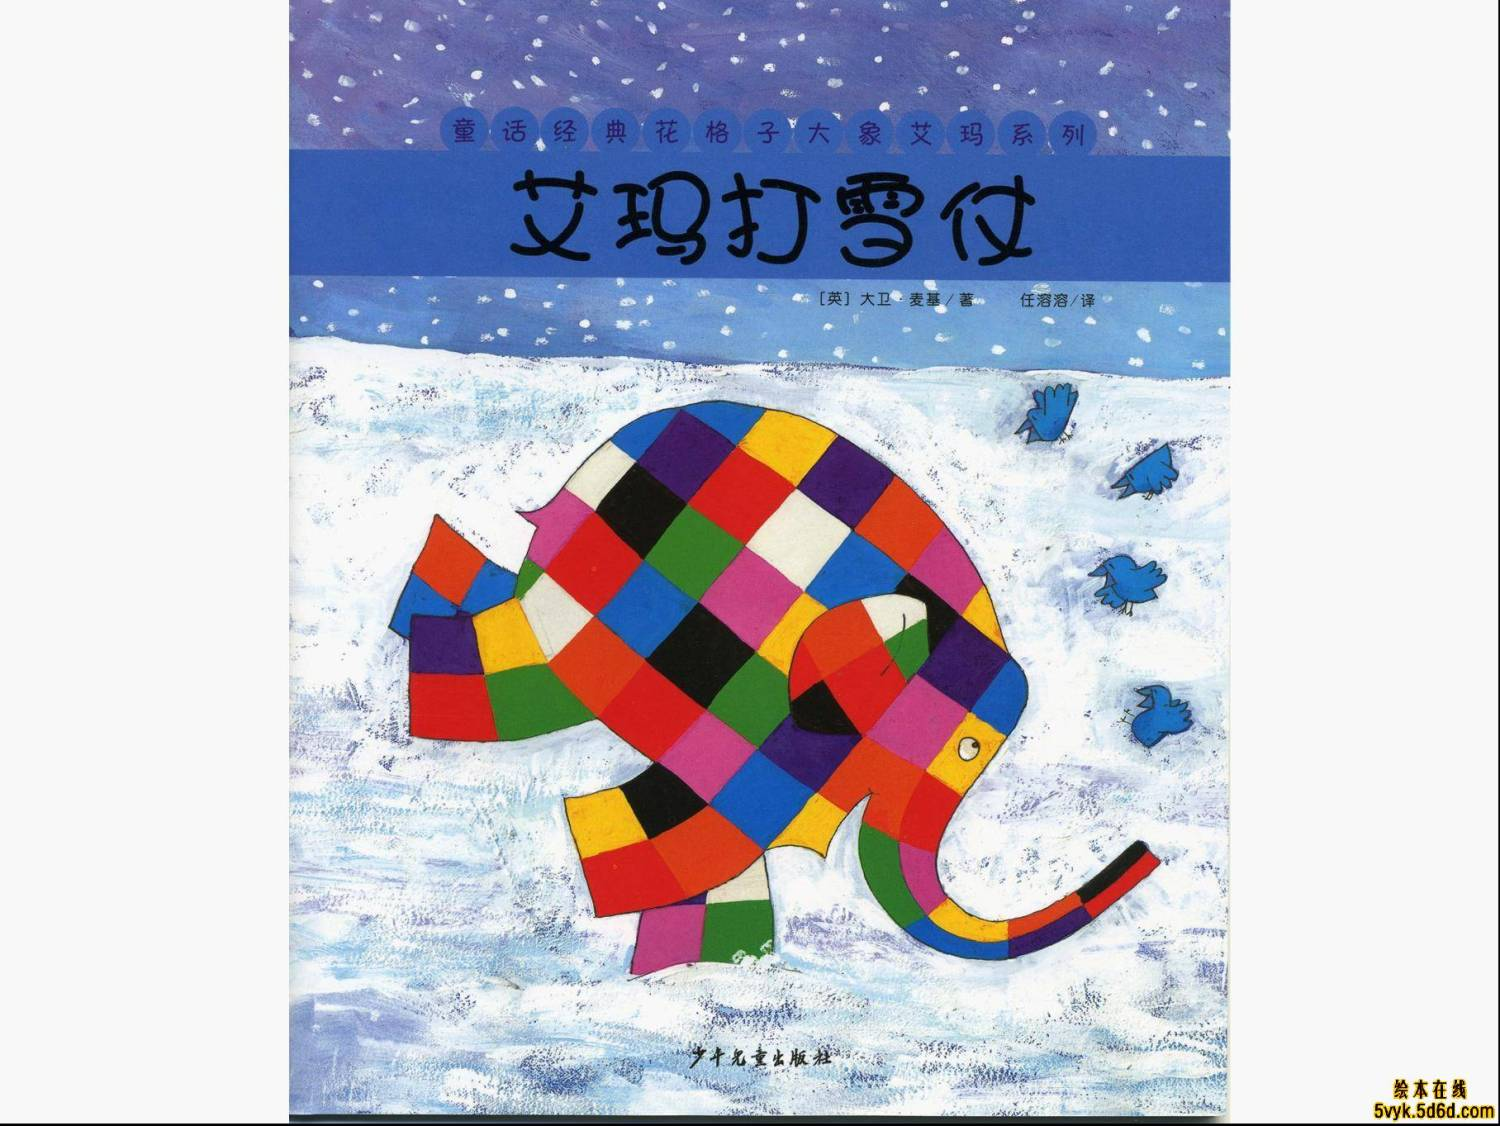 童话经典花格子大象艾玛系列
艾玛打雪仗
［英］大卫·麦基／著 任溶溶／译
少年儿童出版社
绘本在线
5vyk.5d6d.com